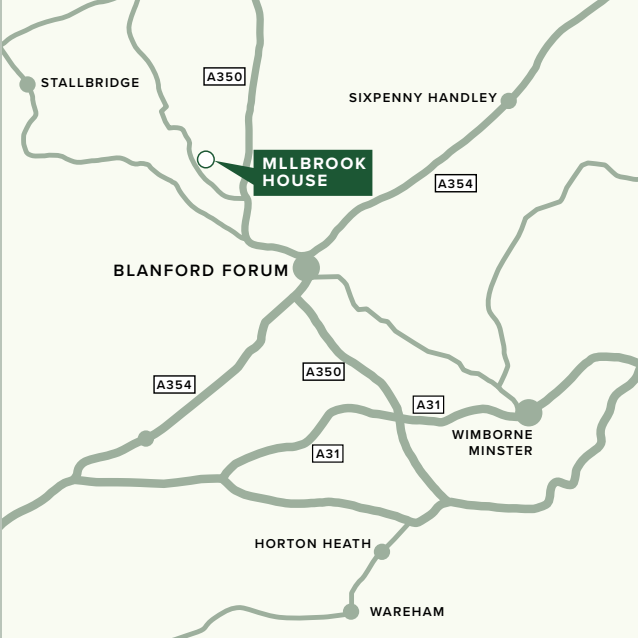 A350
STALLBRIDGE
SIXPENNY HANDLEY
MLLBROOK
HOUSE
A354
BLANFORD FORUM
A350
A354
A31
WIMBORNE
MINSTER
A31
HORTON HEATH
WAREHAM